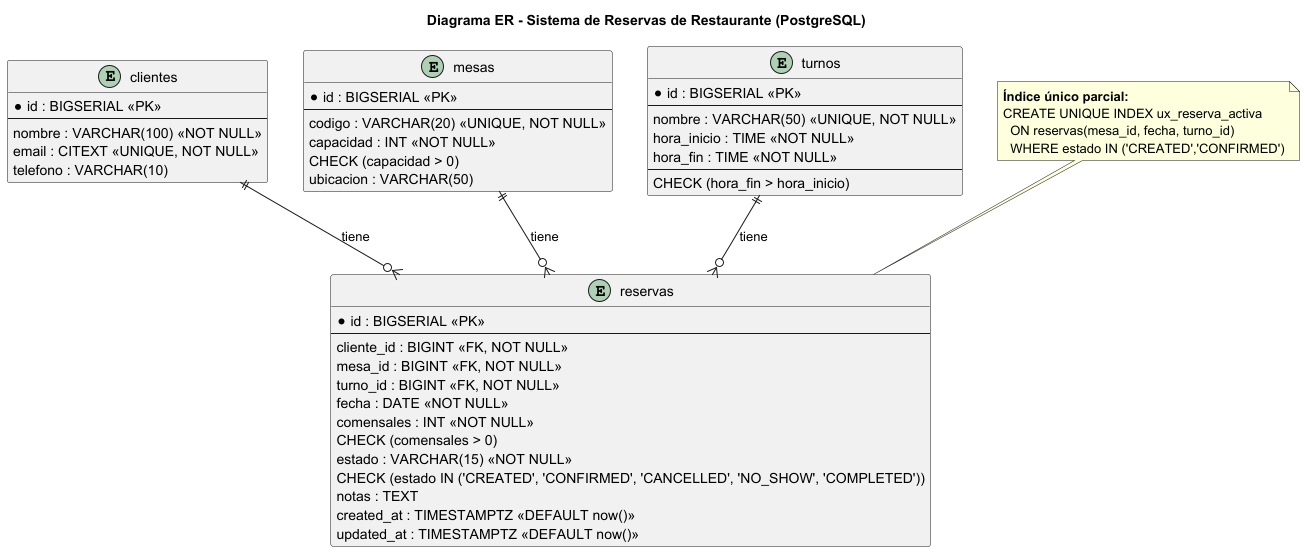 Diagrama ER - Sistema de Reservas de Restaurante (PostgreSQL)
E clientes
id : BIGSERIAL «PK»
nombre : VARCHAR(100) «NOT NULL»
email : CITEXT «UNIQUE, NOT NULL»
telefono : VARCHAR(10)
E mesas
id : BIGSERIAL «PK»
codigo : VARCHAR(20) «UNIQUE, NOT NULL»
capacidad : INT «NOT NULL»
CHECK (capacidad > 0)
ubicacion : VARCHAR(50)
E turnos
id : BIGSERIAL «PK»
nombre : VARCHAR(50) «UNIQUE, NOT NULL»
hora_inicio : TIME «NOT NULL»
hora_fin : TIME «NOT NULL»
CHECK (hora_fin > hora_inicio)
Índice único parcial:
CREATE UNIQUE INDEX ux_reserva_activa
ON reservas(mesa_id, fecha, turno_id)
WHERE estado IN ('CREATED','CONFIRMED')
tiene
tiene
tiene
E reservas
id : BIGSERIAL «PK»
cliente_id : BIGINT «FK, NOT NULL»
mesa_id : BIGINT «FK, NOT NULL»
turno_id : BIGINT «FK, NOT NULL»
fecha : DATE «NOT NULL»
comensales : INT «NOT NULL»
CHECK (comensales > 0)
estado : VARCHAR(15) «NOT NULL»
CHECK (estado IN ('CREATED', 'CONFIRMED', 'CANCELLED', 'NO_SHOW', 'COMPLETED'))
notas : TEXT
created_at : TIMESTAMPTZ «DEFAULT now()»
updated_at : TIMESTAMPTZ «DEFAULT now()»